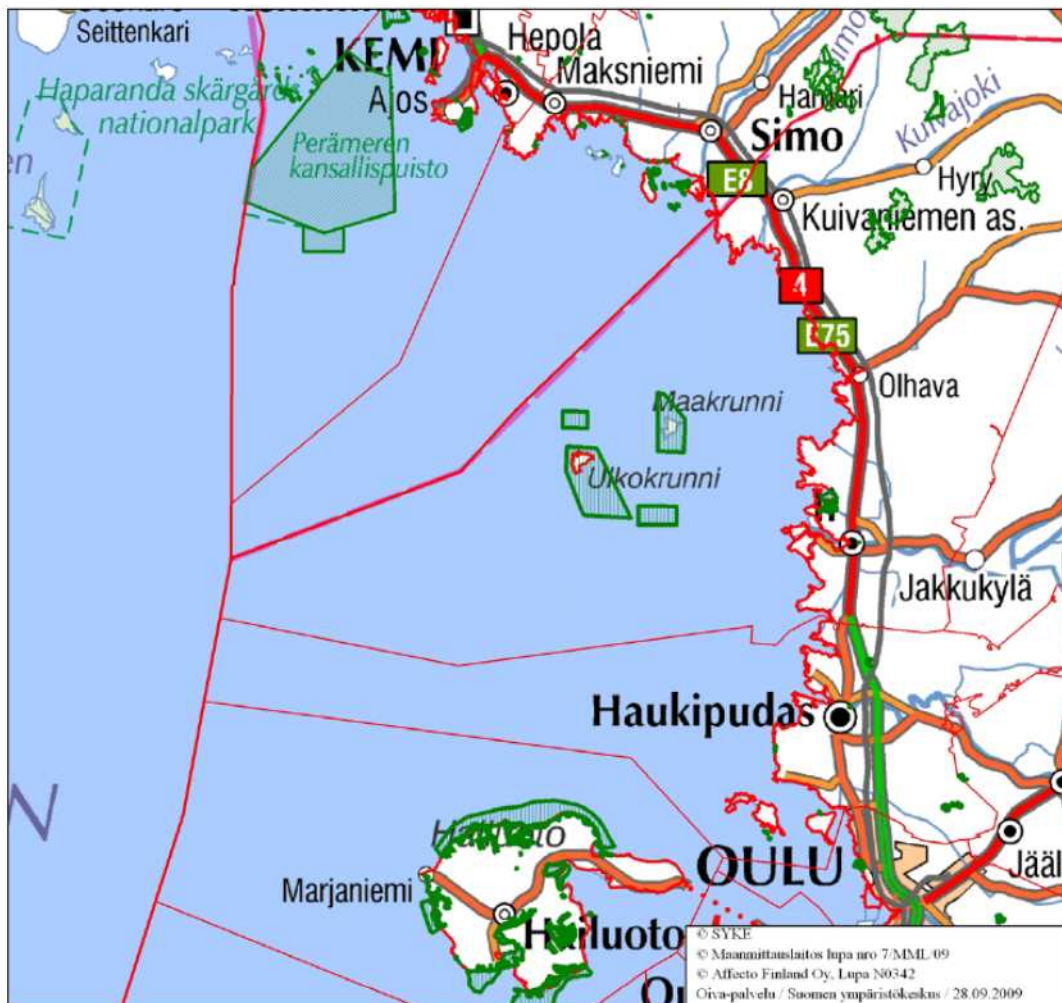 Seittenkari
Hepola
KEMI
Maksniemi
Haparanda skärgårds
nationalpark
Ajos
Simo
Kuivajoki
Perämeren
kansallispuisto
E8
Hyry
Kuivaniemen as.
4
E75
Olhava
Maakrunni
Ulkokrunni
Ii
Jakkukylä
Haukipudas
N
Hailuoto
OULU
Jääl
Marjaniemi
Hailuoto
© SYKE
© Maanmittauslaitos lupa nro 7/MML/09
© Affecto Finland Oy, Lupa N0342
Oiva-palvelu / Suomen ympäristökeskus / 28.09.2009